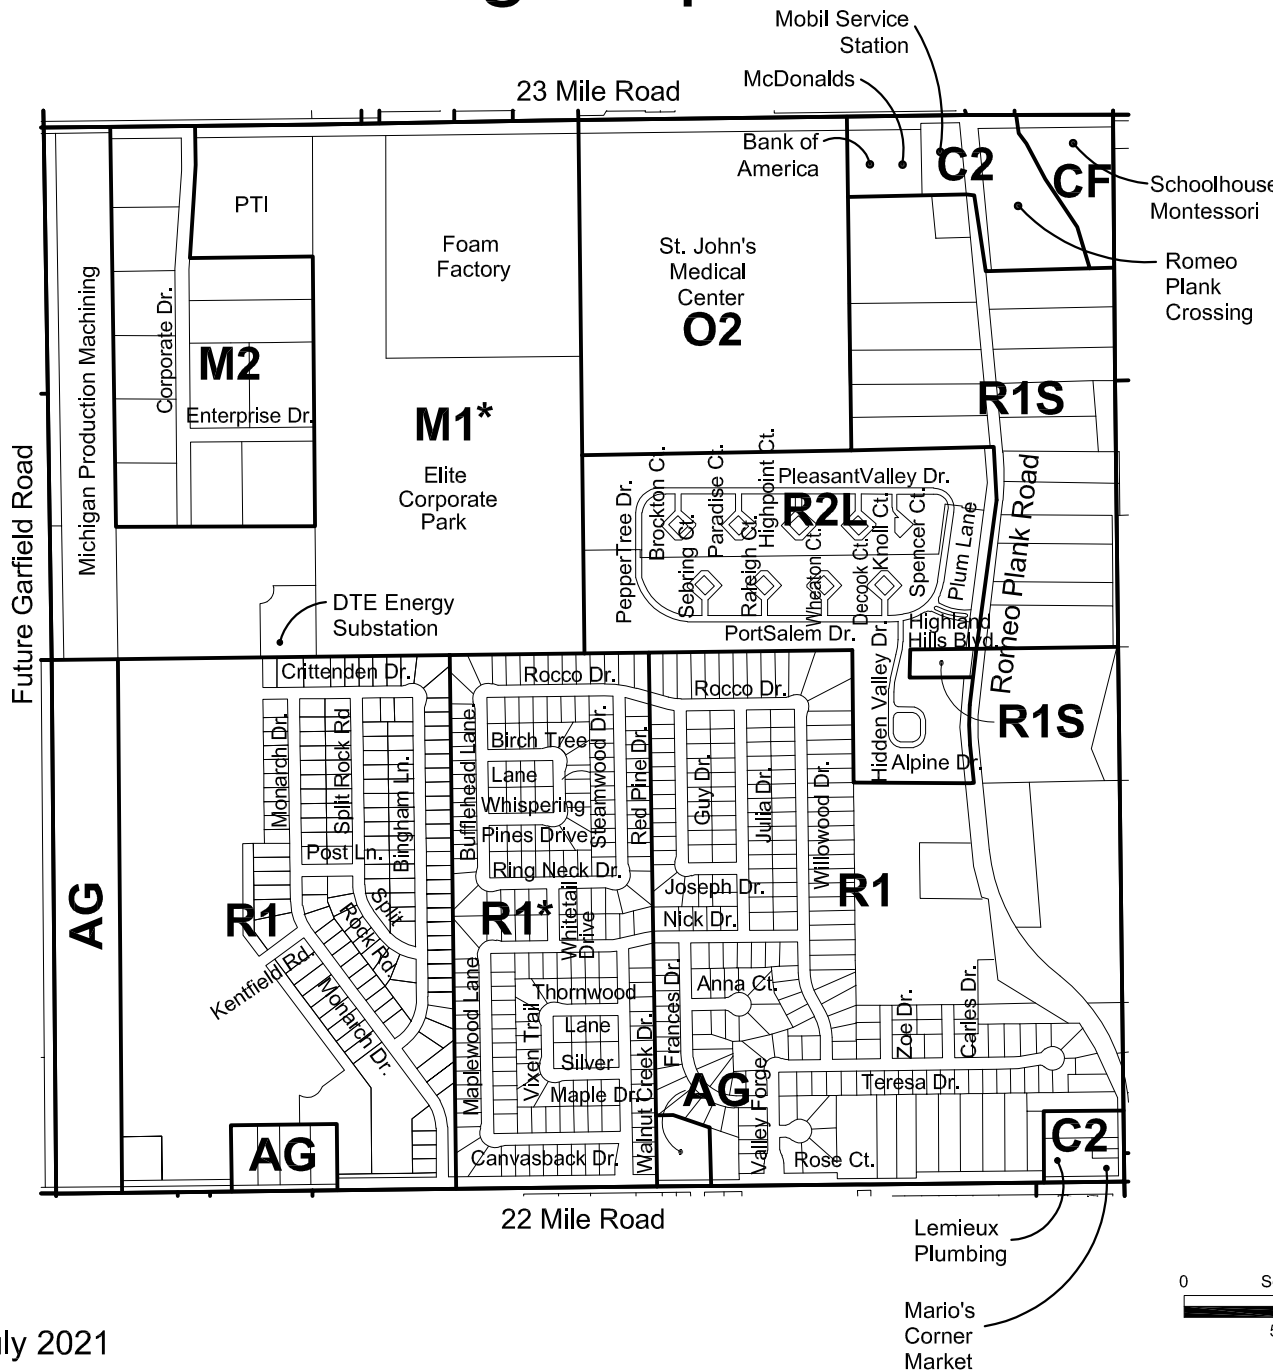 Mobil Service
Station
McDonalds
23 Mile Road
Bank of
America
C2
CF
Schoolhouse
Montessori
PTI
Foam
Factory
St. John's
Medical
Center
O2
Romeo
Plank
Crossing
Michigan Production Machining
Corporate Dr.
M2
Enterprise Dr.
M1*
Elite
Corporate
Park
R1S
Future Garfield Road
PleasantValley Dr.
R2L
PepperTree Dr.
Brockton Ct.
Sebring Ct.
Paradise Ct.
Raleigh Ct.
Highpoint Ct.
Wheaton Ct.
Decook Ct.
Knoll Ct.
Spencer Ct.
Plum Lane
Romeo Plank Road
DTE Energy
Substation
PortSalem Dr.
Highland
Hills Blvd.
Hidden Valley Dr.
R1S
Alpine Dr.
Crittenden Dr.
Rocco Dr.
Rocco Dr.
Monarch Dr.
Split Rock Rd
Bingham Ln.
Bufflehead Lane
Birch Tree
Lane
Whispering
Pines Drive
Steamwood Dr.
Red Pine Dr.
Guy Dr.
Julia Dr.
Willowood Dr.
Post Ln.
Ring Neck Dr.
Joseph Dr.
AG
R1
Split
Rock Rd.
R1*
Whitetail
Drive
Nick Dr.
R1
Kentfield Rd.
Monarch Dr.
Maplewood Lane
Thornwood
Lane
Vixen Trail
Silver
Maple Dr.
Walnut Creek Dr.
Frances Dr.
Anna Ct.
Zoe Dr.
Carles Dr.
AG
Valley Forge
Teresa Dr.
AG
Canvasback Dr.
Rose Ct.
C2
22 Mile Road
Lemieux
Plumbing
Mario's
Corner
Market
0
uly 2021